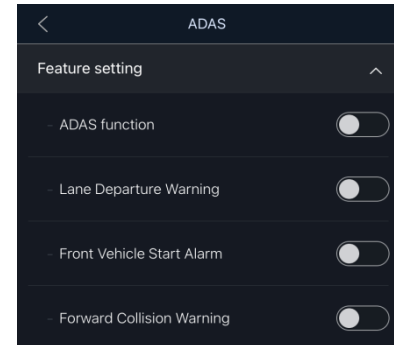 ADAS
Feature setting
- ADAS function
- Lane Departure Warning
- Front Vehicle Start Alarm
- Forward Collision Warning